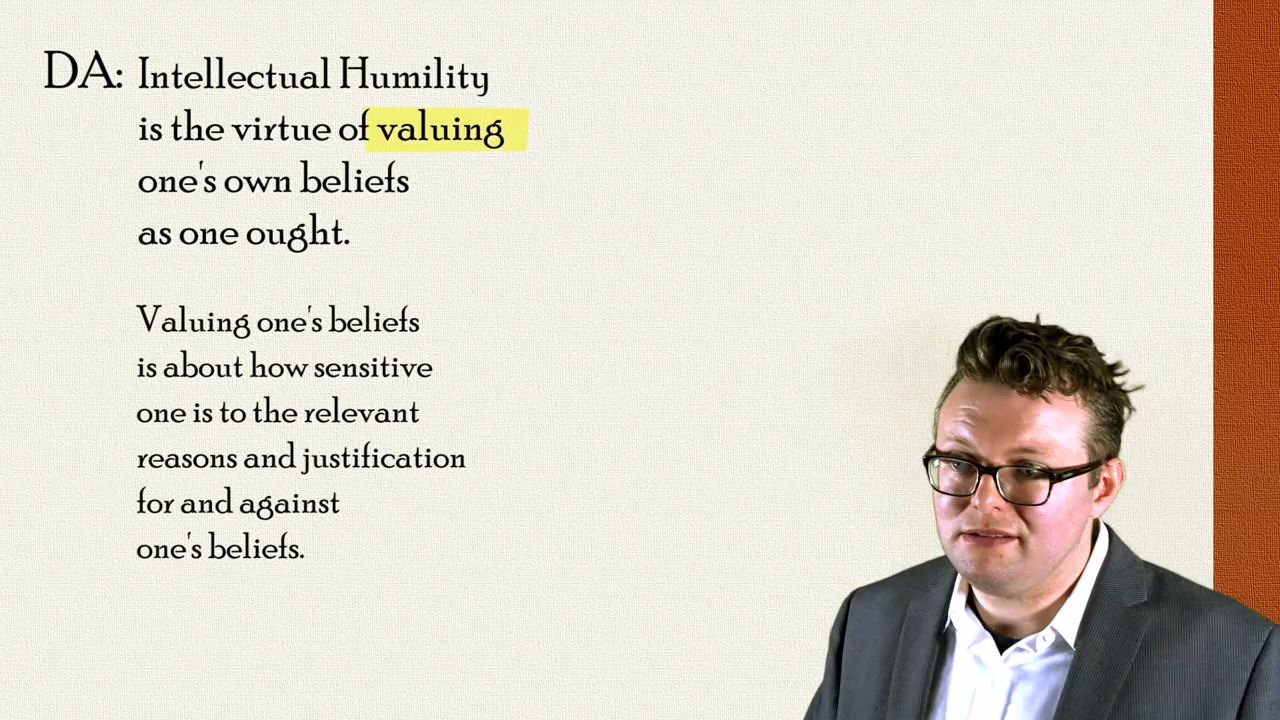 DA: Intellectual Humility
is the virtue of valuing
one's own beliefs
as one ought.
Valuing one's beliefs
is about how sensitive
one is to the relevant
reasons and justification
for and against
one's beliefs.